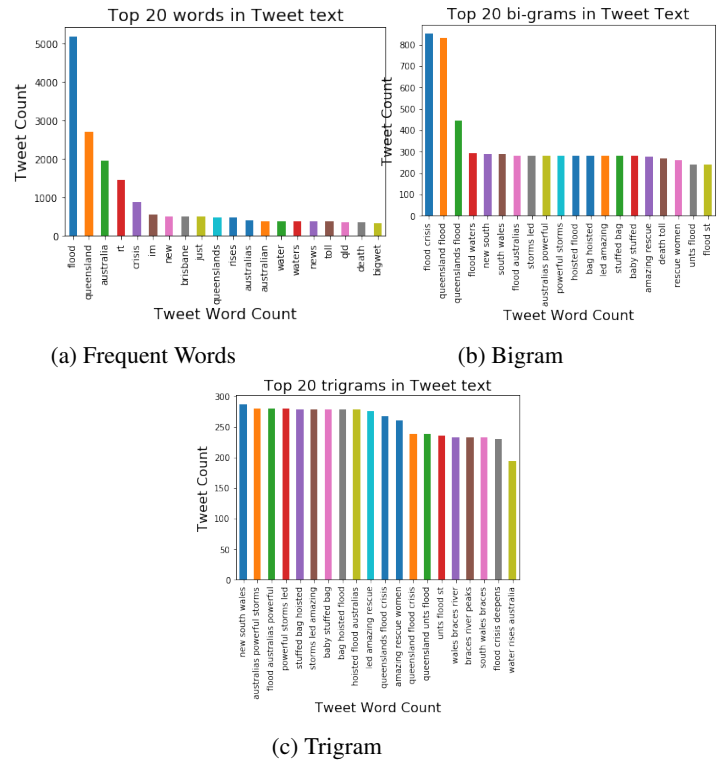 Top 20 words in Tweet text
Tweet Count
5000
4000
3000
2000
1000
0
flood
queensland
australia
rt
crisis
im
new
brisbane
just
queenslands
rises
australias
australian
water
waters
news
toll
qld
death
bigwet
Tweet Word Count
(a) Frequent Words
Top 20 bi-grams in Tweet Text
Tweet Count
800
700
600
500
400
300
200
100
0
flood crisis
queensland flood
queenslands flood
flood waters
new south
south wales
flood australias
storms led
australias powerful
powerful storms
hoisted flood
bag hoisted
led amazing
stuffed bag
baby stuffed
amazing rescue
death toll
rescue women
unts flood
flood st
Tweet Word Count
(b) Bigram
Top 20 trigrams in Tweet text
Tweet Count
300
250
200
150
100
50
0
new south wales
australias powerful storms
flood australias powerful
powerful storms led
stuffed bag hoisted
storms led amazing
baby stuffed bag
bag hoisted flood
hoisted flood australias
led amazing rescue
queenslands flood crisis
amazing rescue women
queensland flood crisis
queensland unts flood
unts flood st
wales braces river
braces river peaks
south wales braces
flood crisis deepens
water rises australia
Tweet Word Count
(c) Trigram